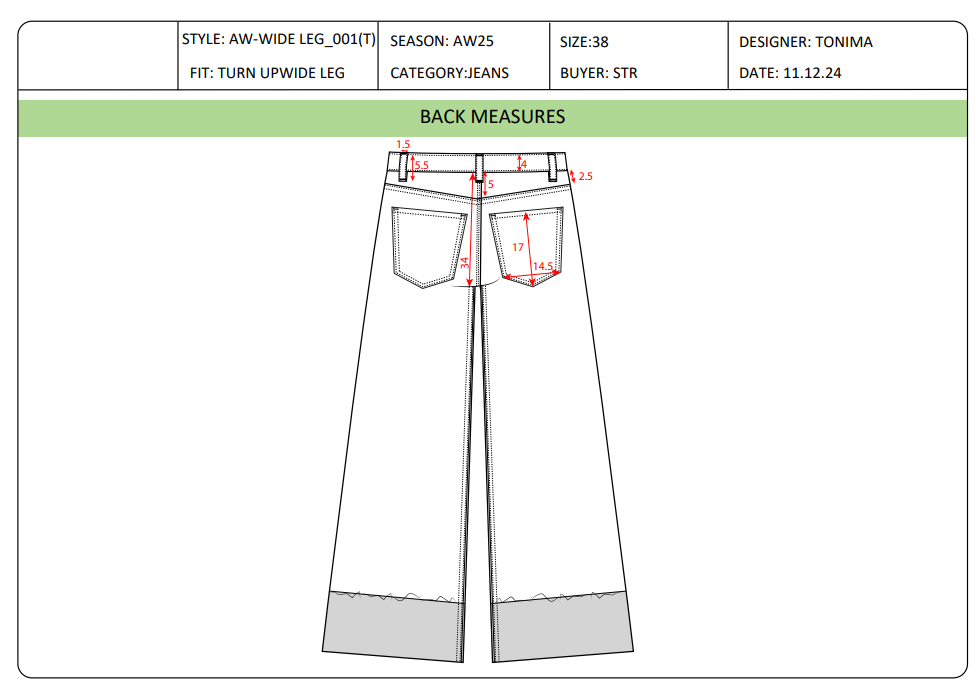 STYLE: AW-WIDE LEG_001(T)
FIT: TURN UPWIDE LEG
SEASON: AW25
CATEGORY:JEANS
SIZE:38
BUYER: STR
DESIGNER: TONIMA
DATE: 11.12.24
BACK MEASURES
1.5
5.5
4
5
2.5
17
34
14.5